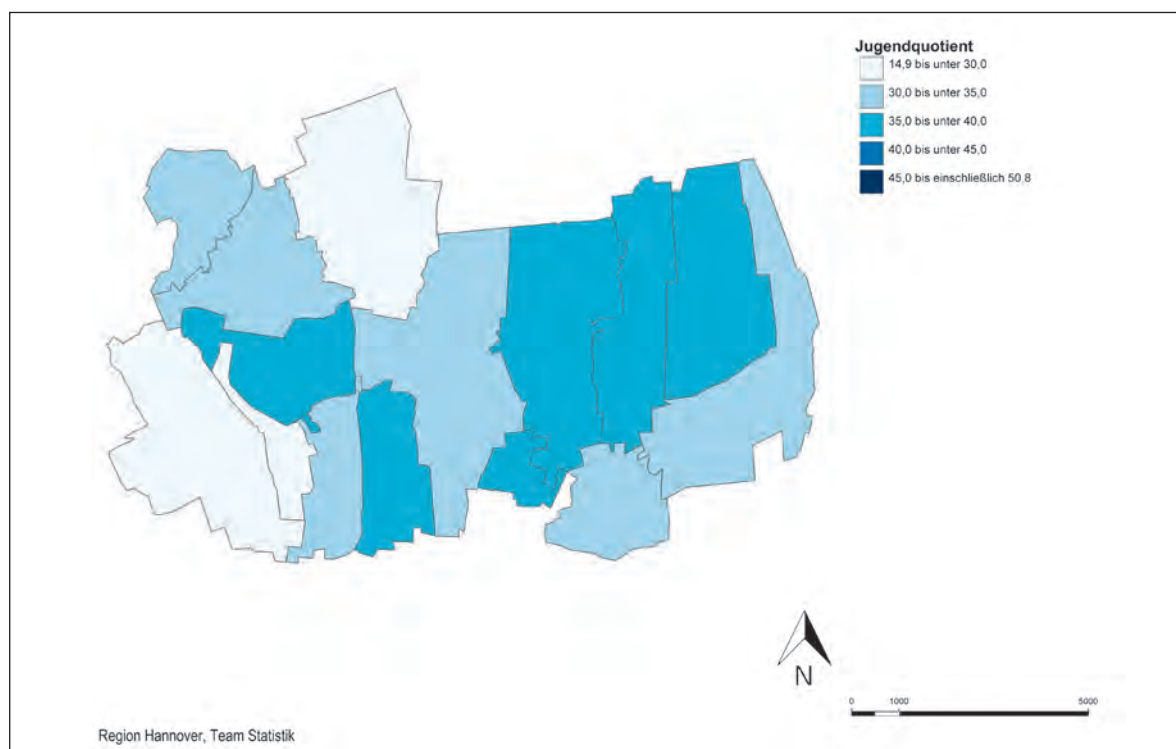 Jugendquotient
14,9 bis unter 30,0
30,0 bis unter 35,0
35,0 bis unter 40,0
40,0 bis unter 45,0
45,0 bis einschließlich 50.8
N
0 1000 5000
Region Hannover, Team Statistik